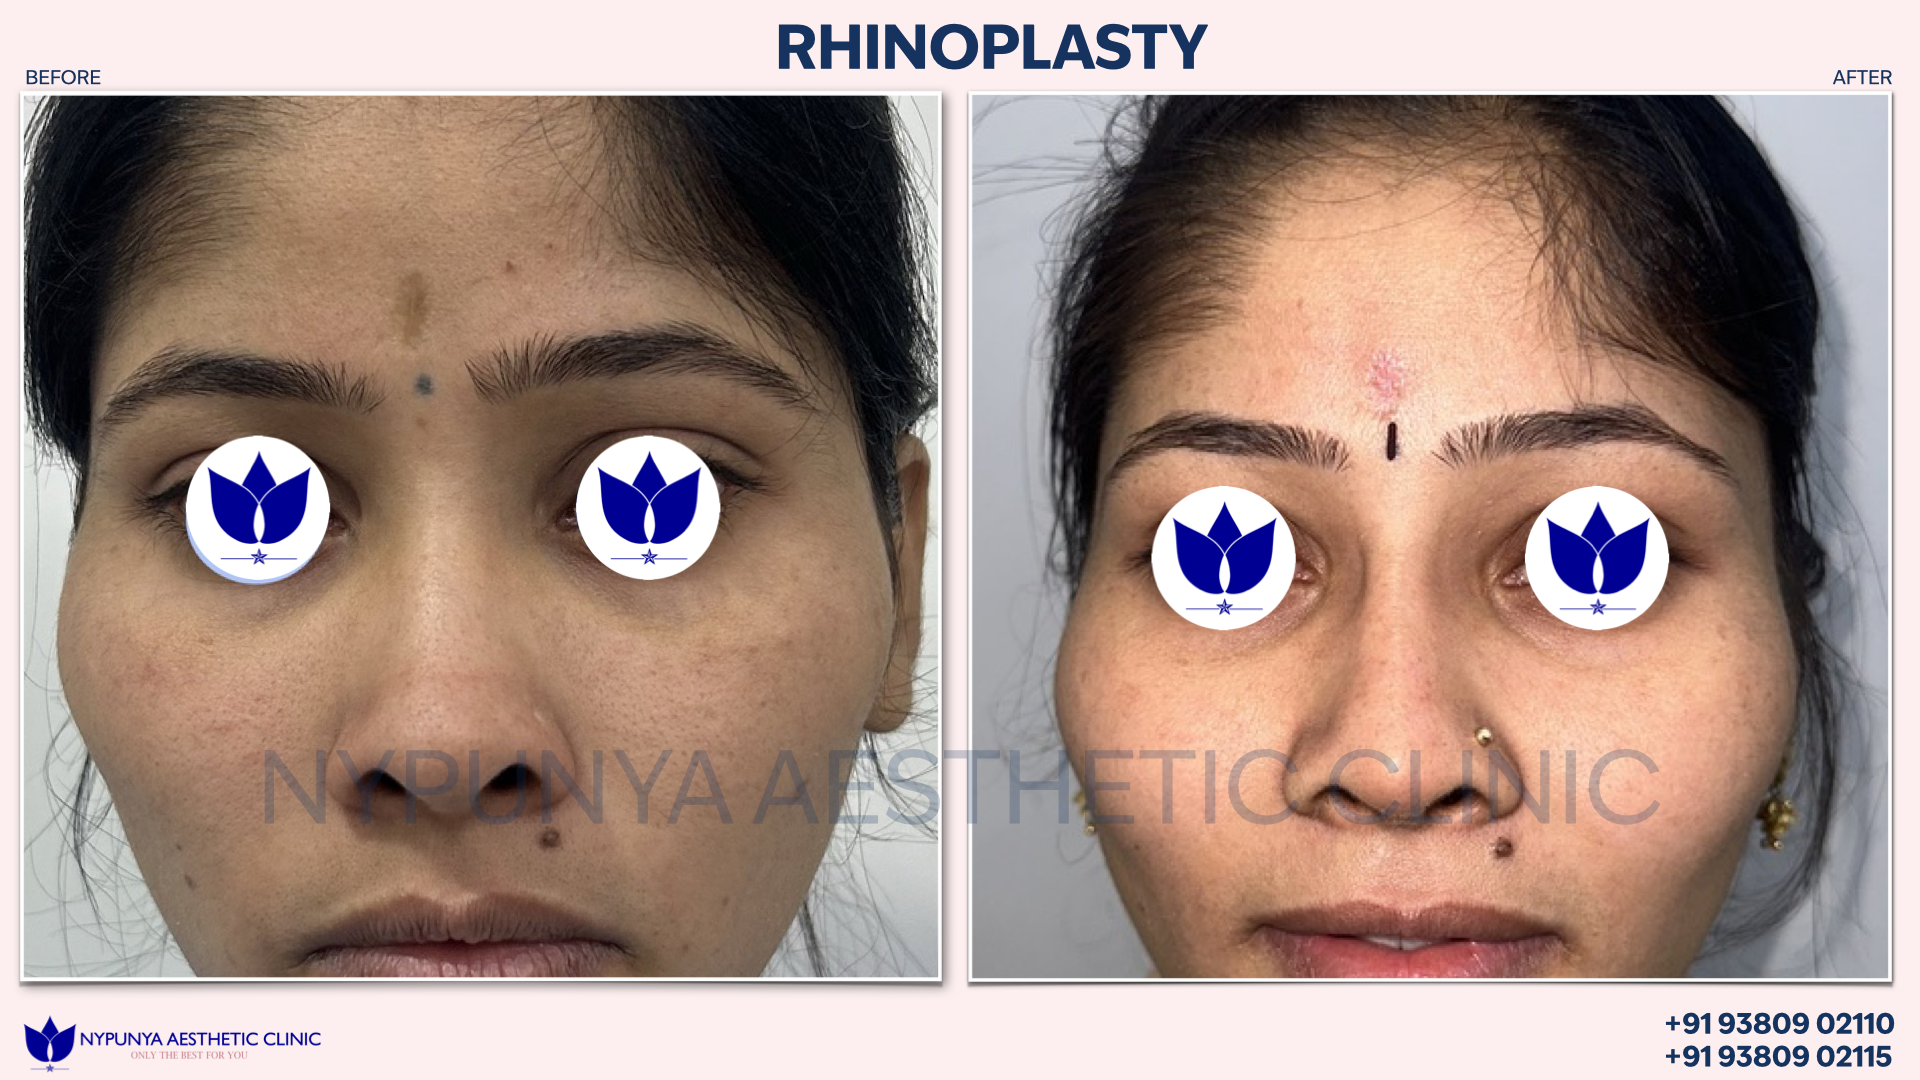 RHINOPLASTY
BEFORE
AFTER
NYPUNYA AESTHETIC CLINIC
NYPUNYA AESTHETIC CLINIC
ONLY THE BEST FOR YOU
+91 93809 02110
+91 93809 02115